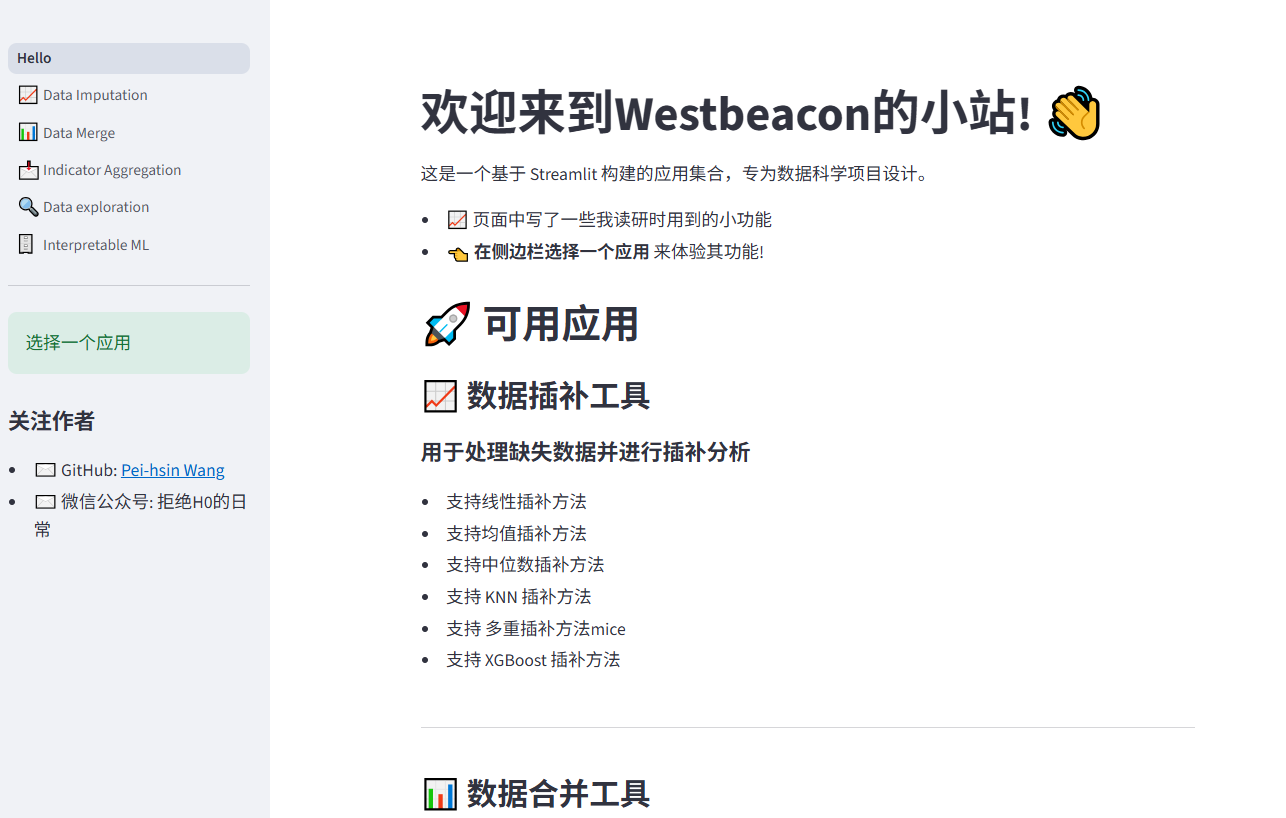 Hello
Data Imputation
Data Merge
Indicator Aggregation
Data exploration
Interpretable ML
选择一个应用
关注作者
GitHub: Pei-hsin Wang
微信公众号: 拒绝H0的日
常
欢迎来到Westbeacon的小站!
这是一个基于 Streamlit 构建的应用集合，专为数据科学项目设计。
页面中写了一些我读研时用到的小功能
在侧边栏选择一个应用 来体验其功能!
可用应用
数据插补工具
用于处理缺失数据并进行插补分析
支持线性插补方法
支持均值插补方法
支持中位数插补方法
支持 KNN 插补方法
支持 多重插补方法mice
支持 XGBoost 插补方法
数据合并工具